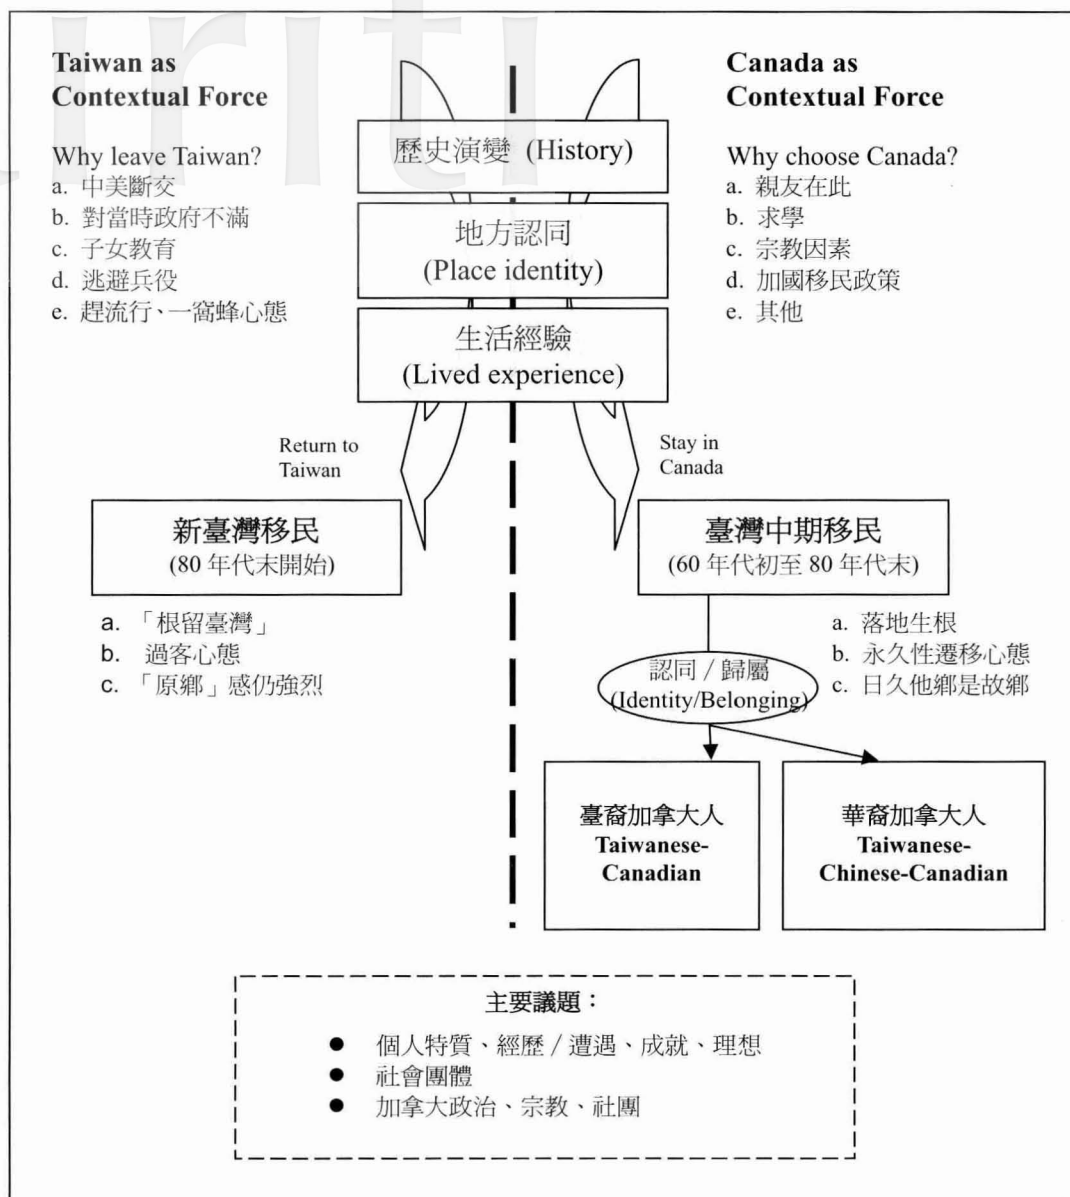 Taiwan as
Contextual Force
Why leave Taiwan?
a. 中美斷交
b. 對當時政府不滿
c. 子女教育
d. 逃避兵役
e. 趕流行、一窩蜂心態
歷史演變 (History)
地方認同
(Place identity)
生活經驗
(Lived experience)
Canada as
Contextual Force
Why choose Canada?
a. 親友在此
b. 求學
c. 宗教因素
d. 加國移民政策
e. 其他
Return to
Taiwan
Stay in
Canada
新臺灣移民
(80 年代末開始)
a. 「根留臺灣」
b. 過客心態
c. 「原鄉」感仍強烈
臺灣中期移民
(60 年代初至 80 年代末)
a. 落地生根
b. 永久性遷移心態
c. 日久他鄉是故鄉
認同 / 歸屬
(Identity/Belonging)
臺裔加拿大人
Taiwanese-
Canadian
華裔加拿大人
Taiwanese-
Chinese-Canadian
主要議題：
● 個人特質、經歷 / 遭遇、成就、理想
● 社會團體
● 加拿大政治、宗教、社團